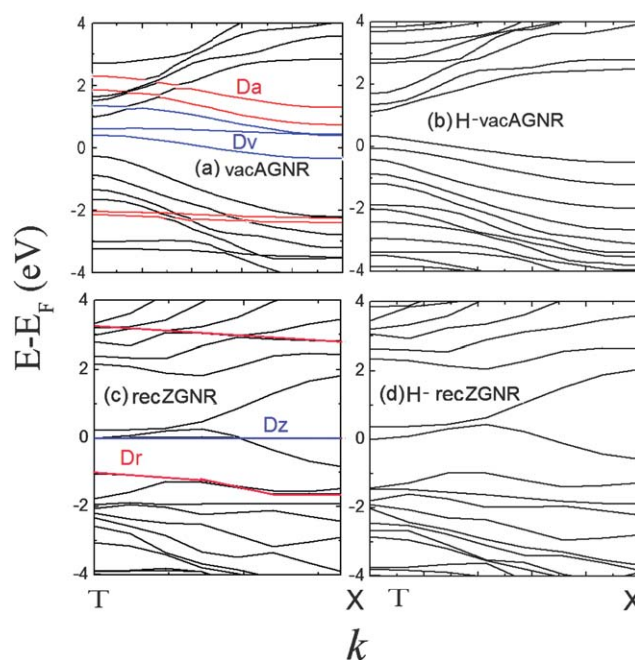 4
2
0
-2
-4
Da
Dv
(a) vacAGNR
4
2
0
-2
-4
(b) H-vacAGNR
4
2
0
-2
-4
(c) recZGNR
Dz
Dr
4
2
0
-2
-4
(d)H- recZGNR
E-E_F (eV)
T X T X
k